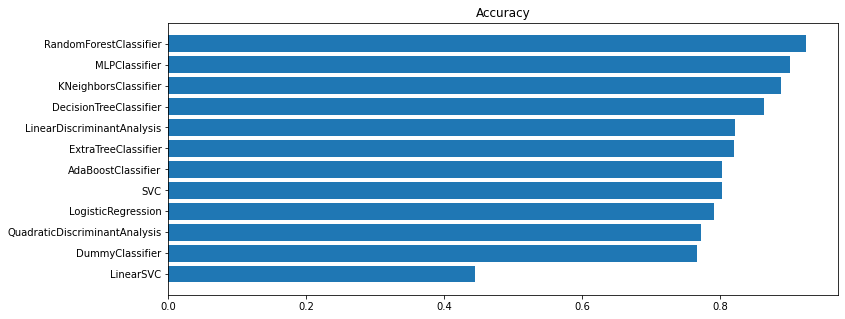 Accuracy
RandomForestClassifier
MLPClassifier
KNeighborsClassifier
DecisionTreeClassifier
LinearDiscriminantAnalysis
ExtraTreeClassifier
AdaBoostClassifier
SVC
LogisticRegression
QuadraticDiscriminantAnalysis
DummyClassifier
LinearSVC
0.0 0.2 0.4 0.6 0.8